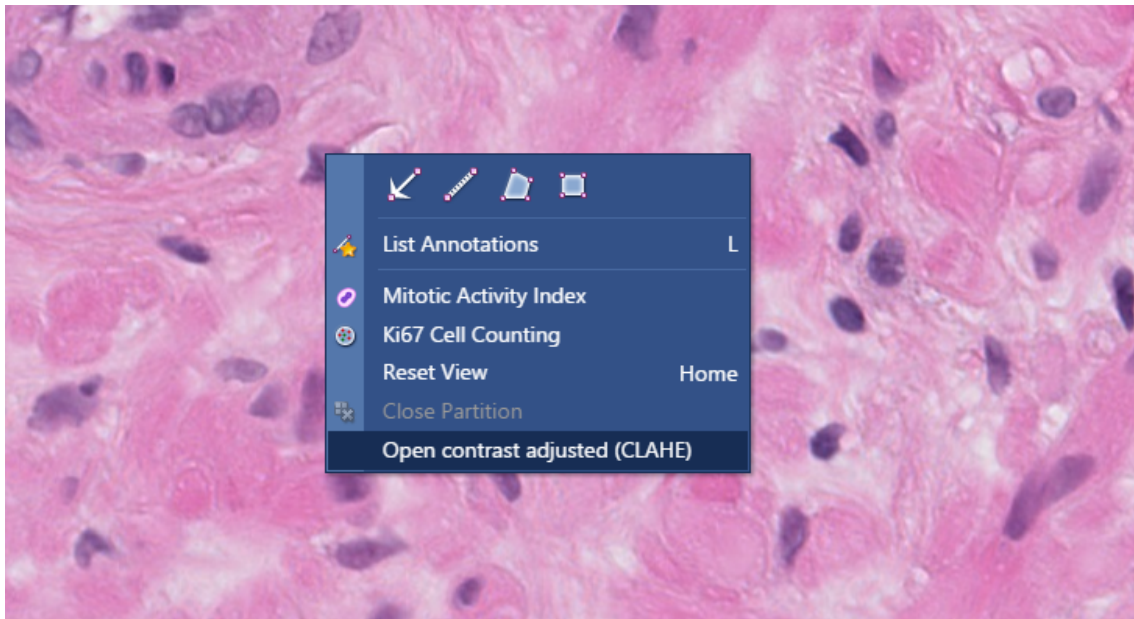 List Annotations L
Mitotic Activity Index
Ki67 Cell Counting
Reset View Home
Close Partition
Open contrast adjusted (CLAHE)